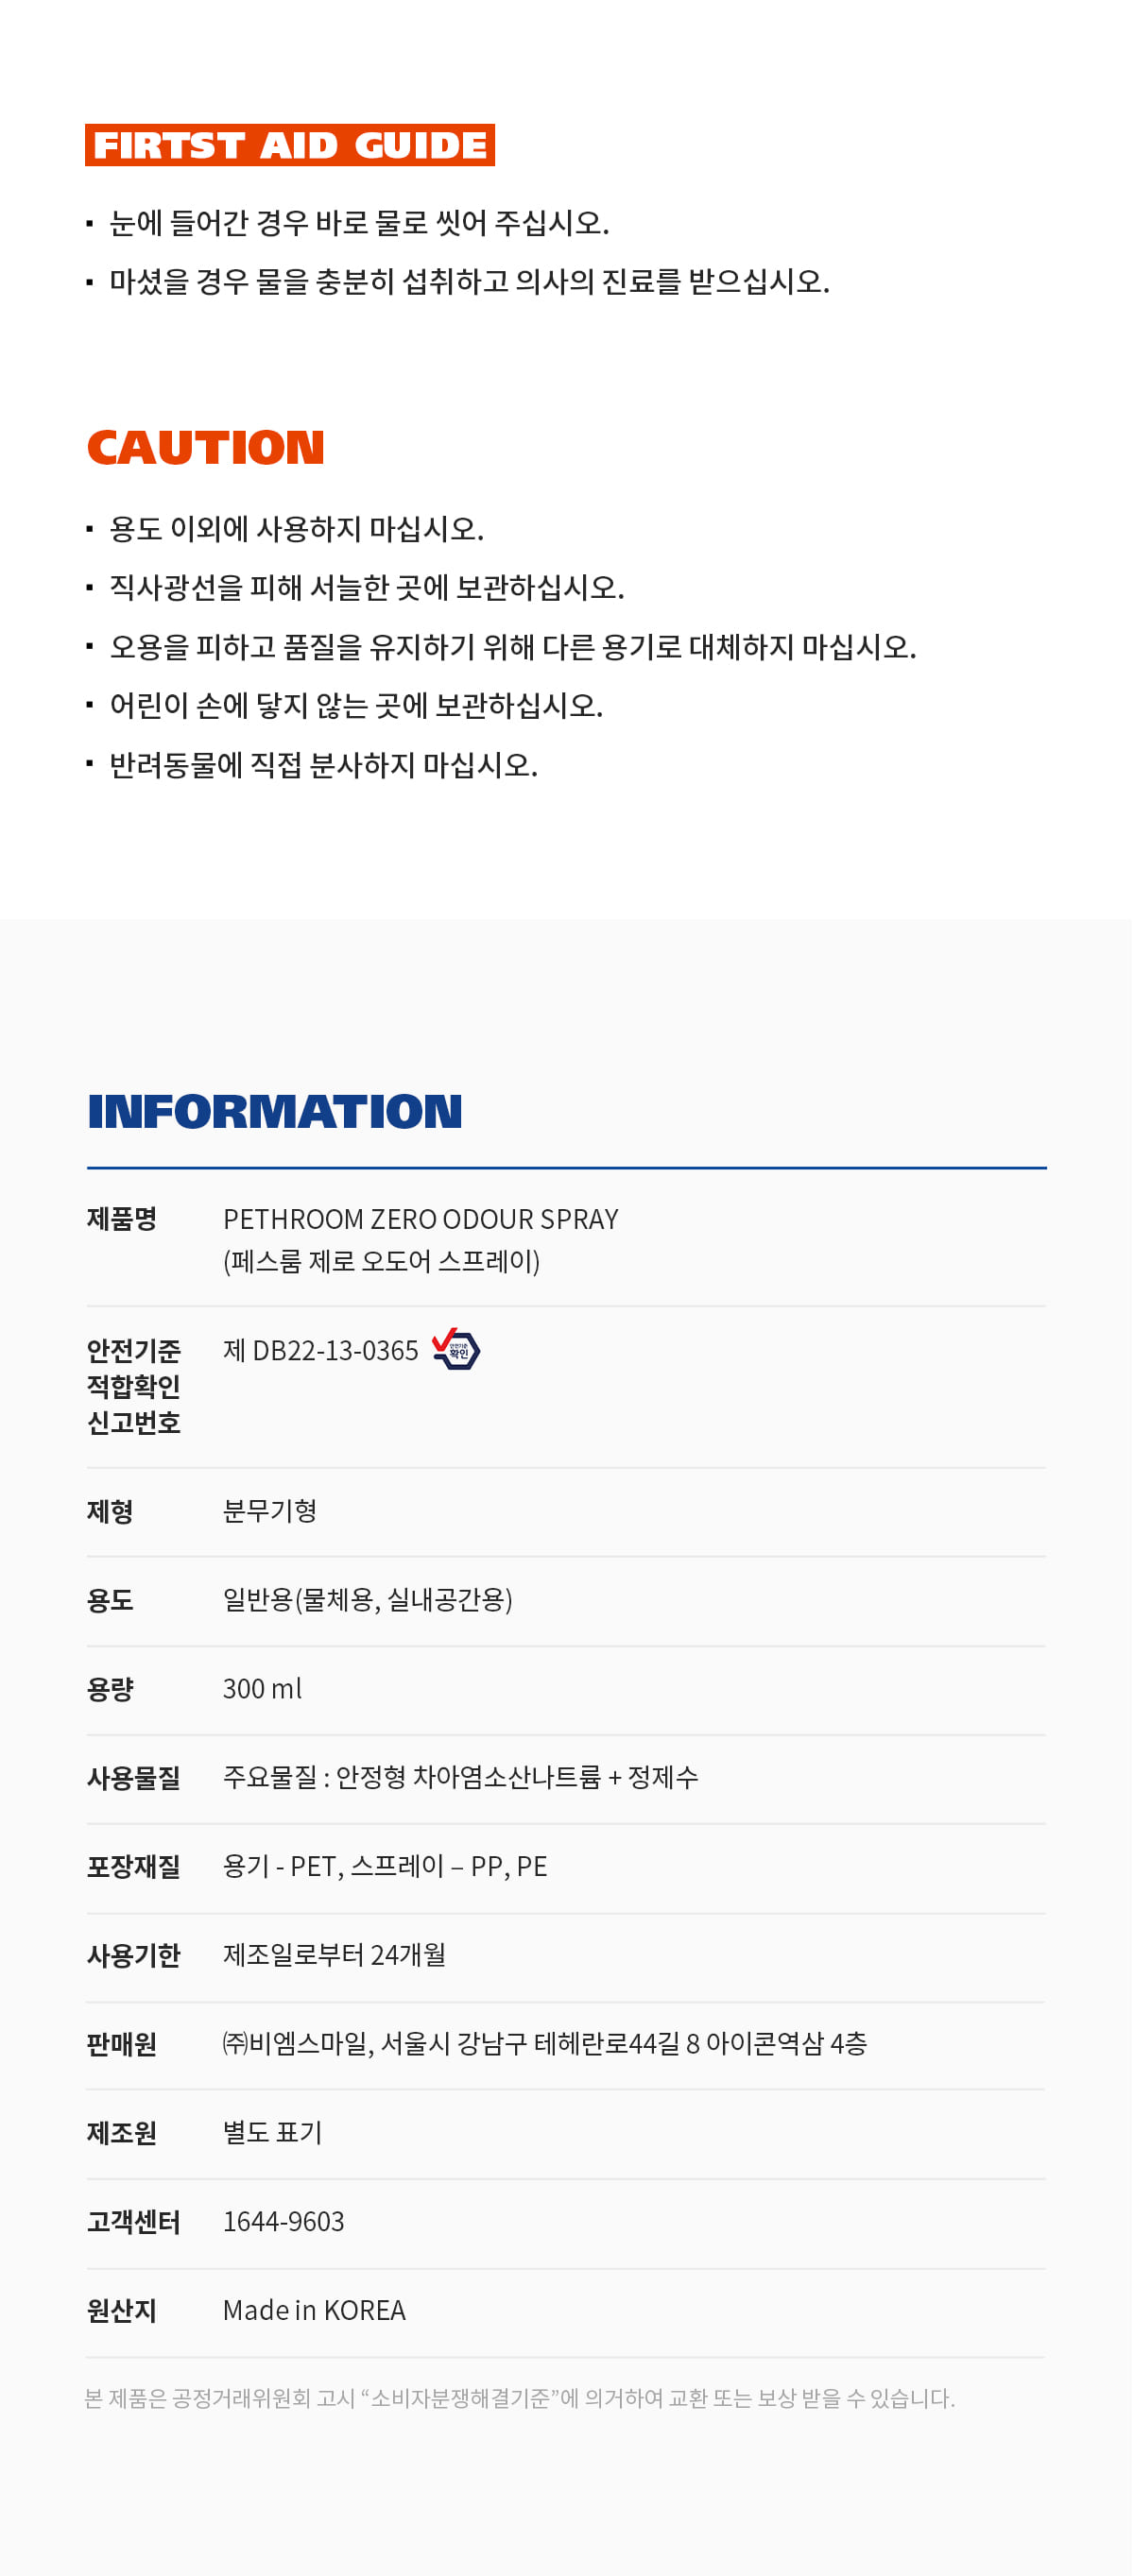 FIRTST AID GUIDE
눈에 들어간 경우 바로 물로 씻어 주십시오.
마셨을 경우 물을 충분히 섭취하고 의사의 진료를 받으십시오.
CAUTION
용도 이외에 사용하지 마십시오.
직사광선을 피해 서늘한 곳에 보관하십시오.
오용을 피하고 품질을 유지하기 위해 다른 용기로 대체하지 마십시오.
어린이 손에 닿지 않는 곳에 보관하십시오.
반려동물에 직접 분사하지 마십시오.
INFORMATION
제품명 PETHROOM ZERO ODOUR SPRAY
(페스룸 제로 오도어 스프레이)
안전기준 제 DB22-13-0365 안전기준 확인
적합확인
신고번호
제형 분무기형
용도 일반용(물체용, 실내공간용)
용량 300 ml
사용물질 주요물질 : 안정형 차아염소산나트륨 + 정제수
포장재질 용기 - PET, 스프레이 – PP, PE
사용기한 제조일로부터 24개월
판매원 ㈜비엠스마일, 서울시 강남구 테헤란로44길 8 아이콘역삼 4층
제조원 별도 표기
고객센터 1644-9603
원산지 Made in KOREA
본 제품은 공정거래위원회 고시 “소비자분쟁해결기준”에 의거하여 교환 또는 보상 받을 수 있습니다.